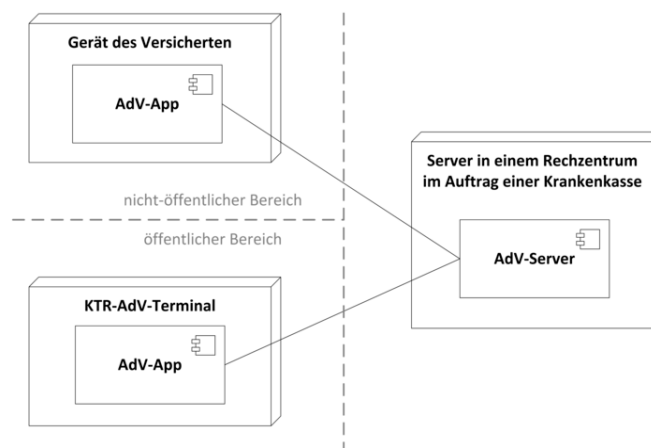 Gerät des Versicherten
AdV-App
nicht-öffentlicher Bereich
öffentlicher Bereich
KTR-AdV-Terminal
AdV-App
Server in einem Rechzentrum
im Auftrag einer Krankenkasse
AdV-Server